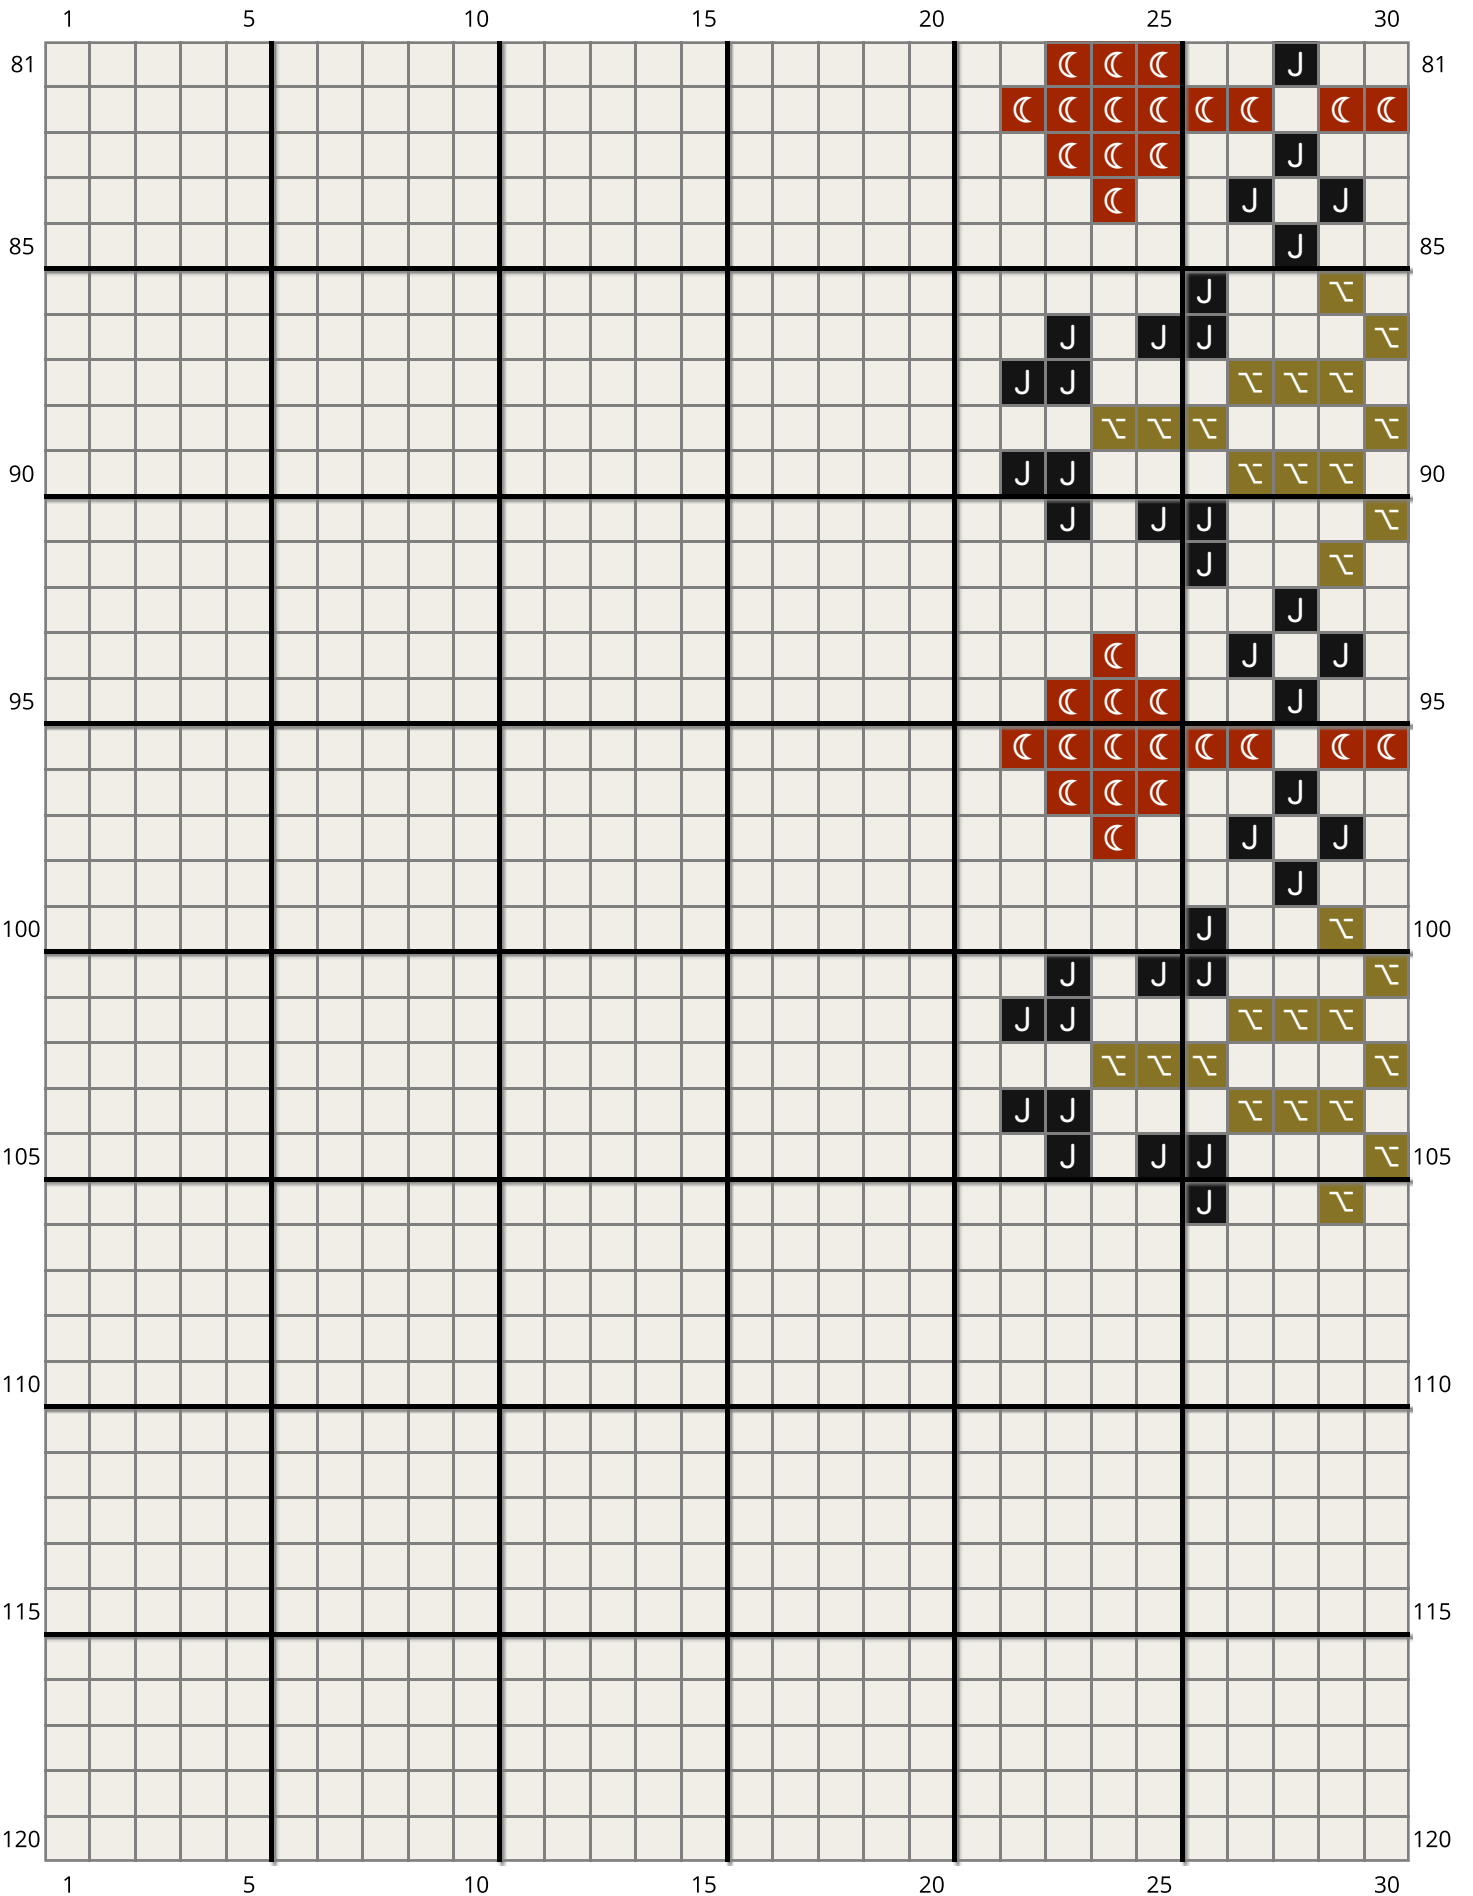 1 5 10 15 20 25 30
81 ☾ ☾ ☾ J 81
☾ ☾ ☾ ☾ ☾ ☾ ☾ ☾
☾ ☾ ☾ J
☾ J J
85 J 85
J ⌥
J J J ⌥
J J ⌥ ⌥ ⌥
⌥ ⌥ ⌥ ⌥
90 J J ⌥ ⌥ ⌥ 90
J J J ⌥
J ⌥
J
☾ J J
95 ☾ ☾ ☾ J 95
☾ ☾ ☾ ☾ ☾ ☾ ☾ ☾
☾ ☾ ☾ J
☾ J J
J
100 J ⌥ 100
J J J ⌥
J J ⌥ ⌥ ⌥
⌥ ⌥ ⌥ ⌥
J J ⌥ ⌥ ⌥
105 J J J ⌥ 105
J ⌥
110 110
115 115
120 120
1 5 10 15 20 25 30